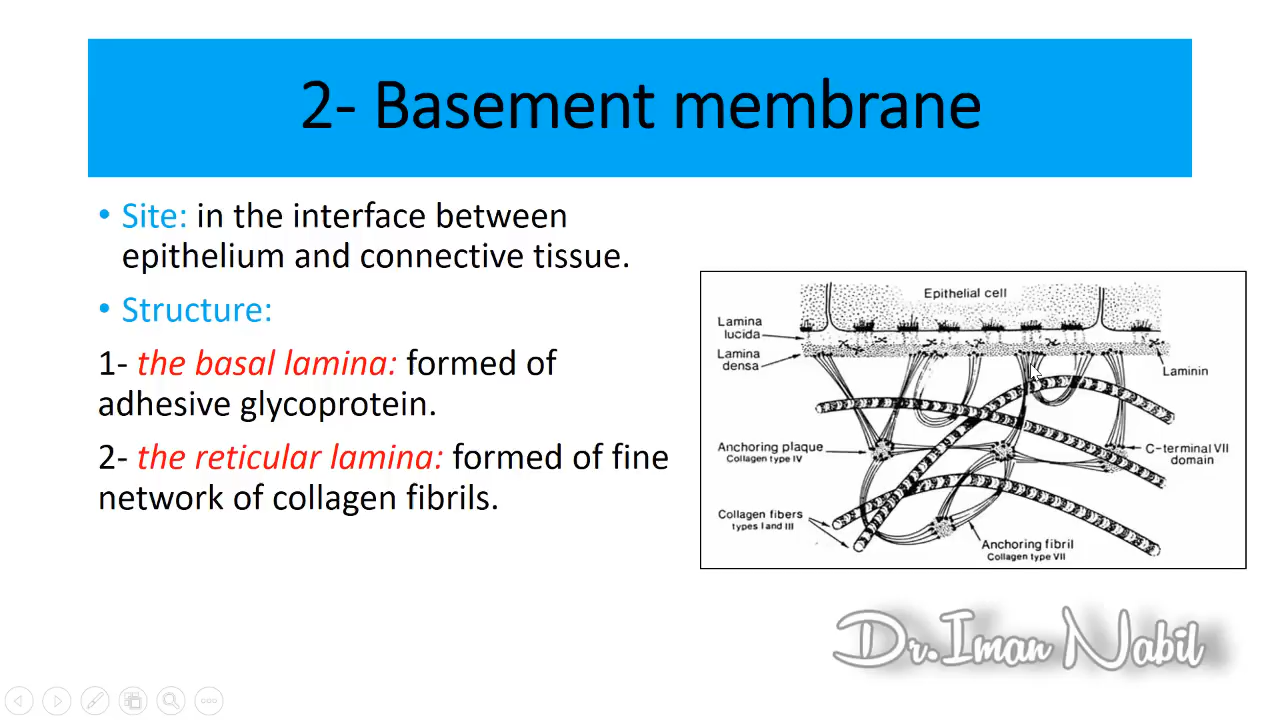 2- Basement membrane
• Site: in the interface between
epithelium and connective tissue.
• Structure:
1- the basal lamina: formed of
adhesive glycoprotein.
2- the reticular lamina: formed of fine
network of collagen fibrils.
Epithelial cell
Lamina
lucida
Lamina
densa
Laminin
Anchoring plaque
Collagen type IV
C-terminal VII
domain
Collagen fibers
types I and III
Anchoring fibril
Collagen type VII
Dr.Iman Nabil